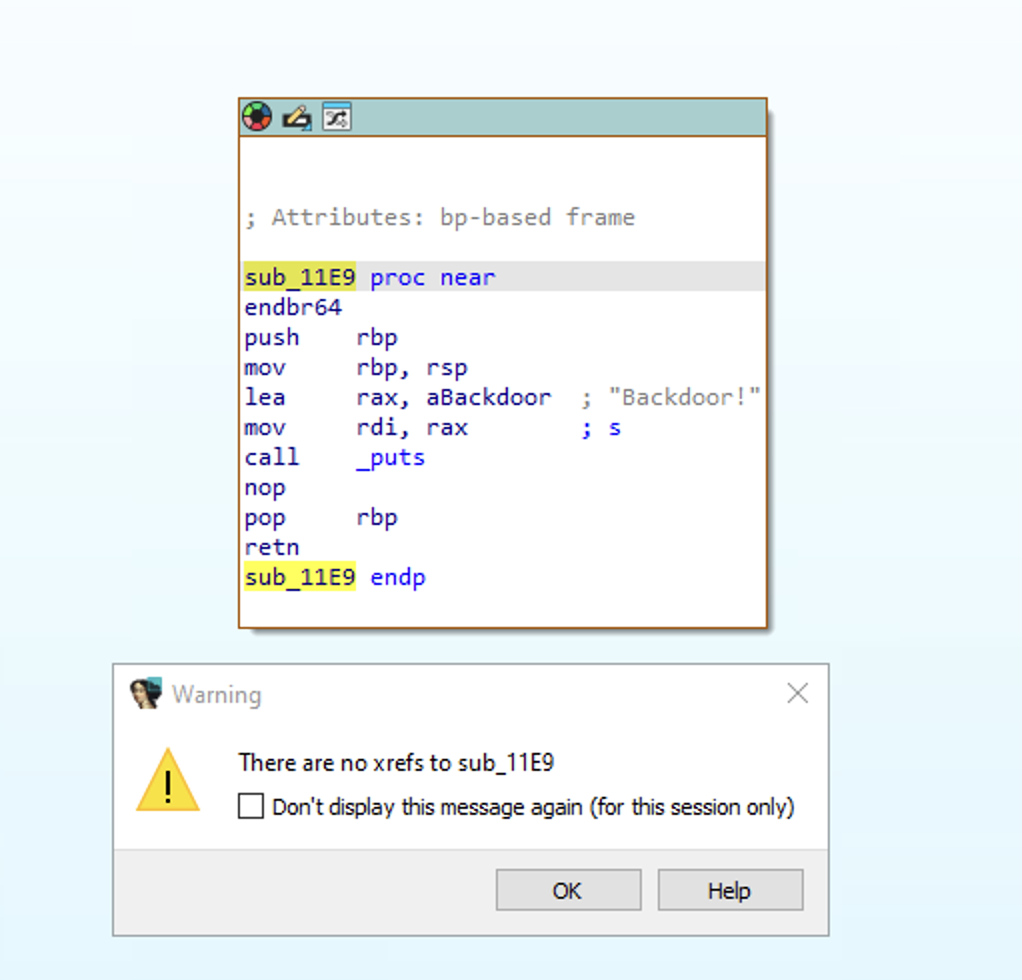 ; Attributes: bp-based frame
sub_11E9 proc near
endbr64
push    rbp
mov     rbp, rsp
lea     rax, aBackdoor  ; "Backdoor!"
mov     rdi, rax        ; s
call    _puts
nop
pop     rbp
retn
sub_11E9 endp
Warning
There are no xrefs to sub_11E9
Don't display this message again (for this session only)
OK
Help